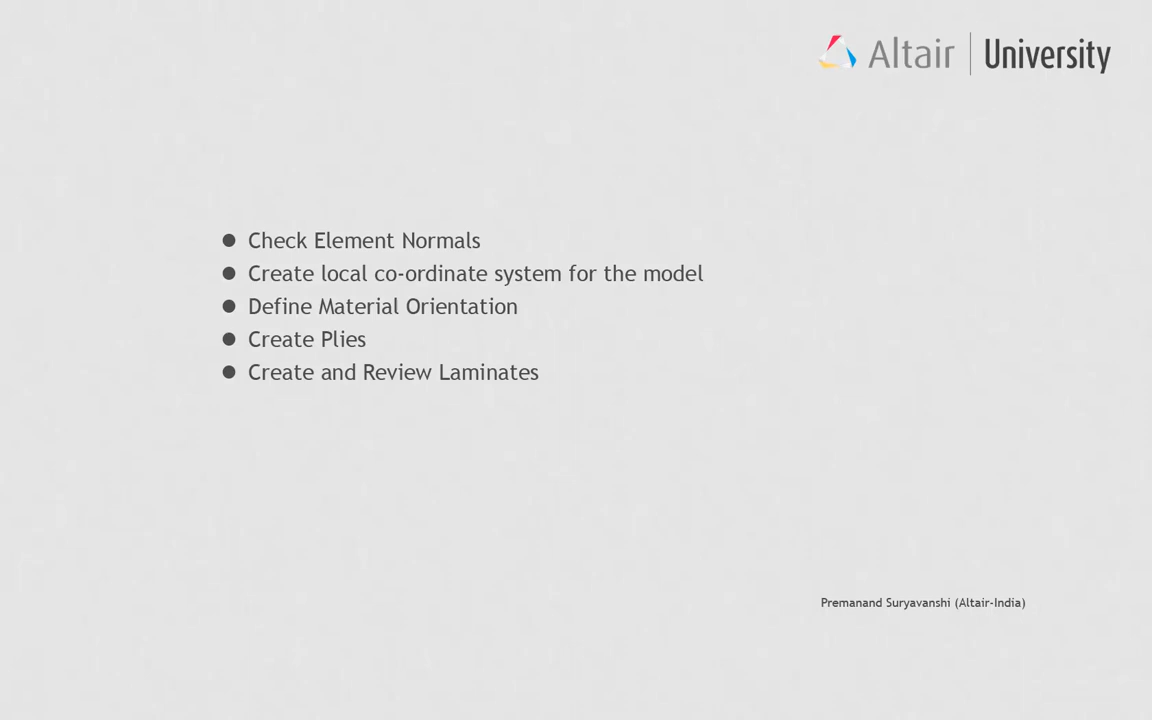 Altair | University
● Check Element Normals
● Create local co-ordinate system for the model
● Define Material Orientation
● Create Plies
● Create and Review Laminates
Premanand Suryavanshi (Altair-India)